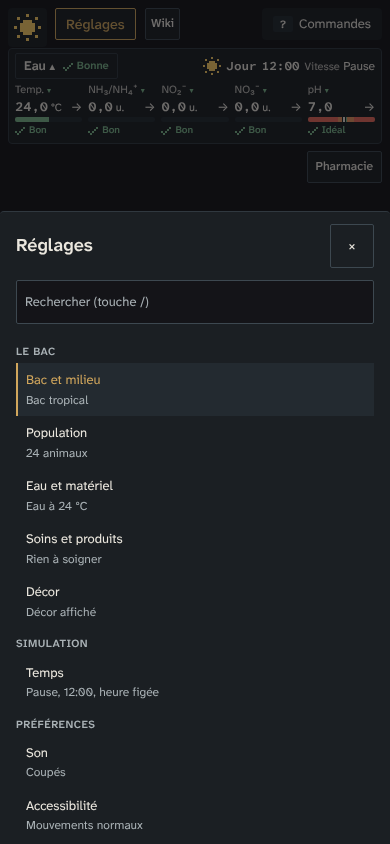 Réglages
Wiki
? Commandes
Eau ▴ Bonne
Jour 12:00 Vitesse Pause
Temp. ▾ NH₃/NH₄⁺ ▾ NO₂⁻ ▾ NO₃⁻ ▾ pH ▾
24,0 °C → 0,0 u. → 0,0 u. → 0,0 u. → 7,0 →
Bon Bon Bon Bon Idéal
Pharmacie
Réglages
×
Rechercher (touche /)
LE BAC
Bac et milieu
Bac tropical
Population
24 animaux
Eau et matériel
Eau à 24 °C
Soins et produits
Rien à soigner
Décor
Décor affiché
SIMULATION
Temps
Pause, 12:00, heure figée
PRÉFÉRENCES
Son
Coupés
Accessibilité
Mouvements normaux